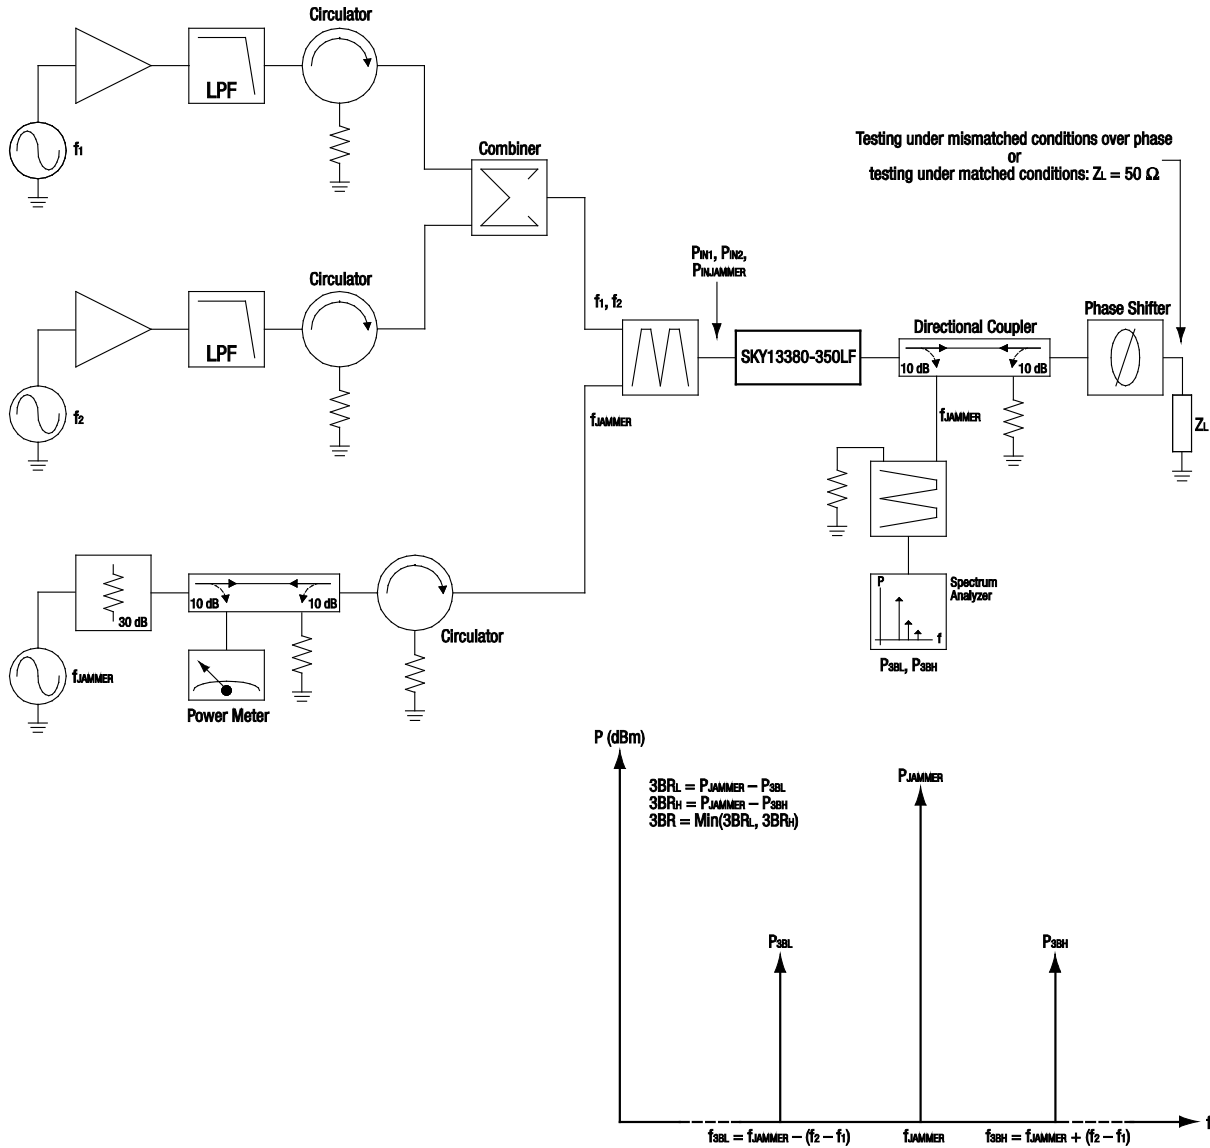 Circulator
LPF
f1
Combiner
Testing under mismatched conditions over phase
or
testing under matched conditions: ZL = 50 Ω
Circulator
LPF
f2
PIN1, PIN2,
PINJAMMER
f1, f2
fJAMMER
SKY13380-350LF
Directional Coupler
10 dB
10 dB
Phase Shifter
ZL
fJAMMER
P
f
Spectrum
Analyzer
P3BL, P3BH
30 dB
10 dB
10 dB
Circulator
fJAMMER
Power Meter
P (dBm)
3BRL = PJAMMER – P3BL
3BRH = PJAMMER – P3BH
3BR = Min(3BRL, 3BRH)
PJAMMER
P3BL
P3BH
f
f3BL = fJAMMER – (f2 – f1)
fJAMMER
f3BH = fJAMMER + (f2 – f1)